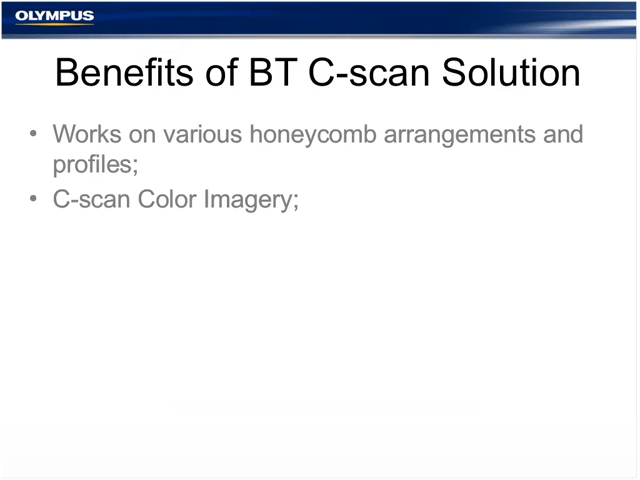 OLYMPUS
Benefits of BT C-scan Solution
• Works on various honeycomb arrangements and
profiles;
• C-scan Color Imagery;